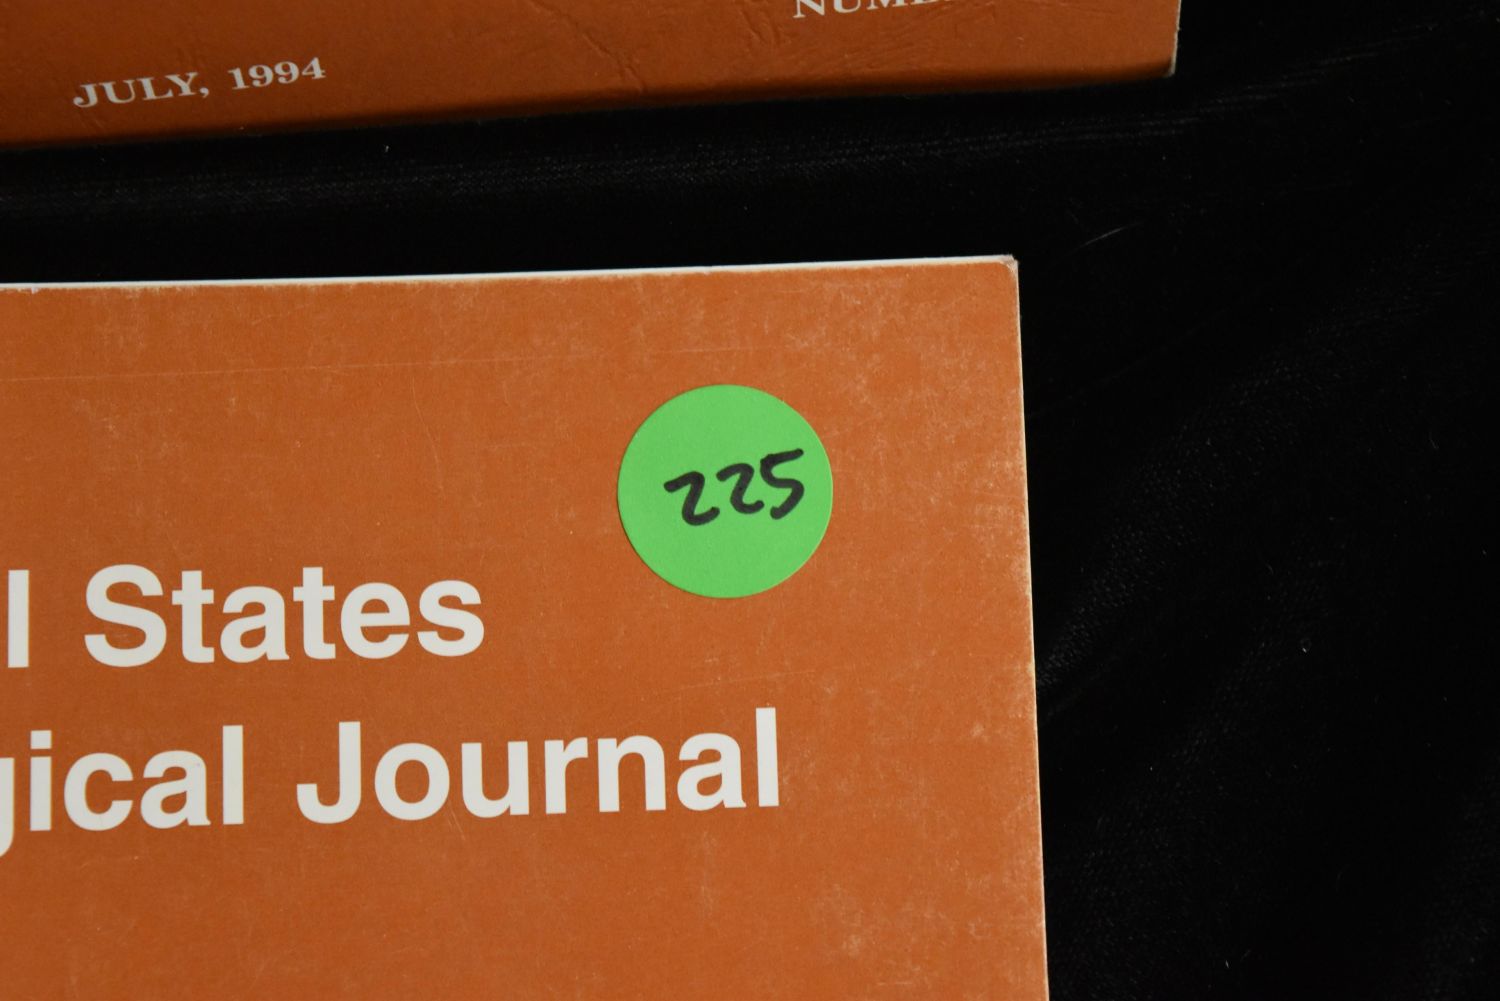 JULY, 1994
225
l States
gical Journal